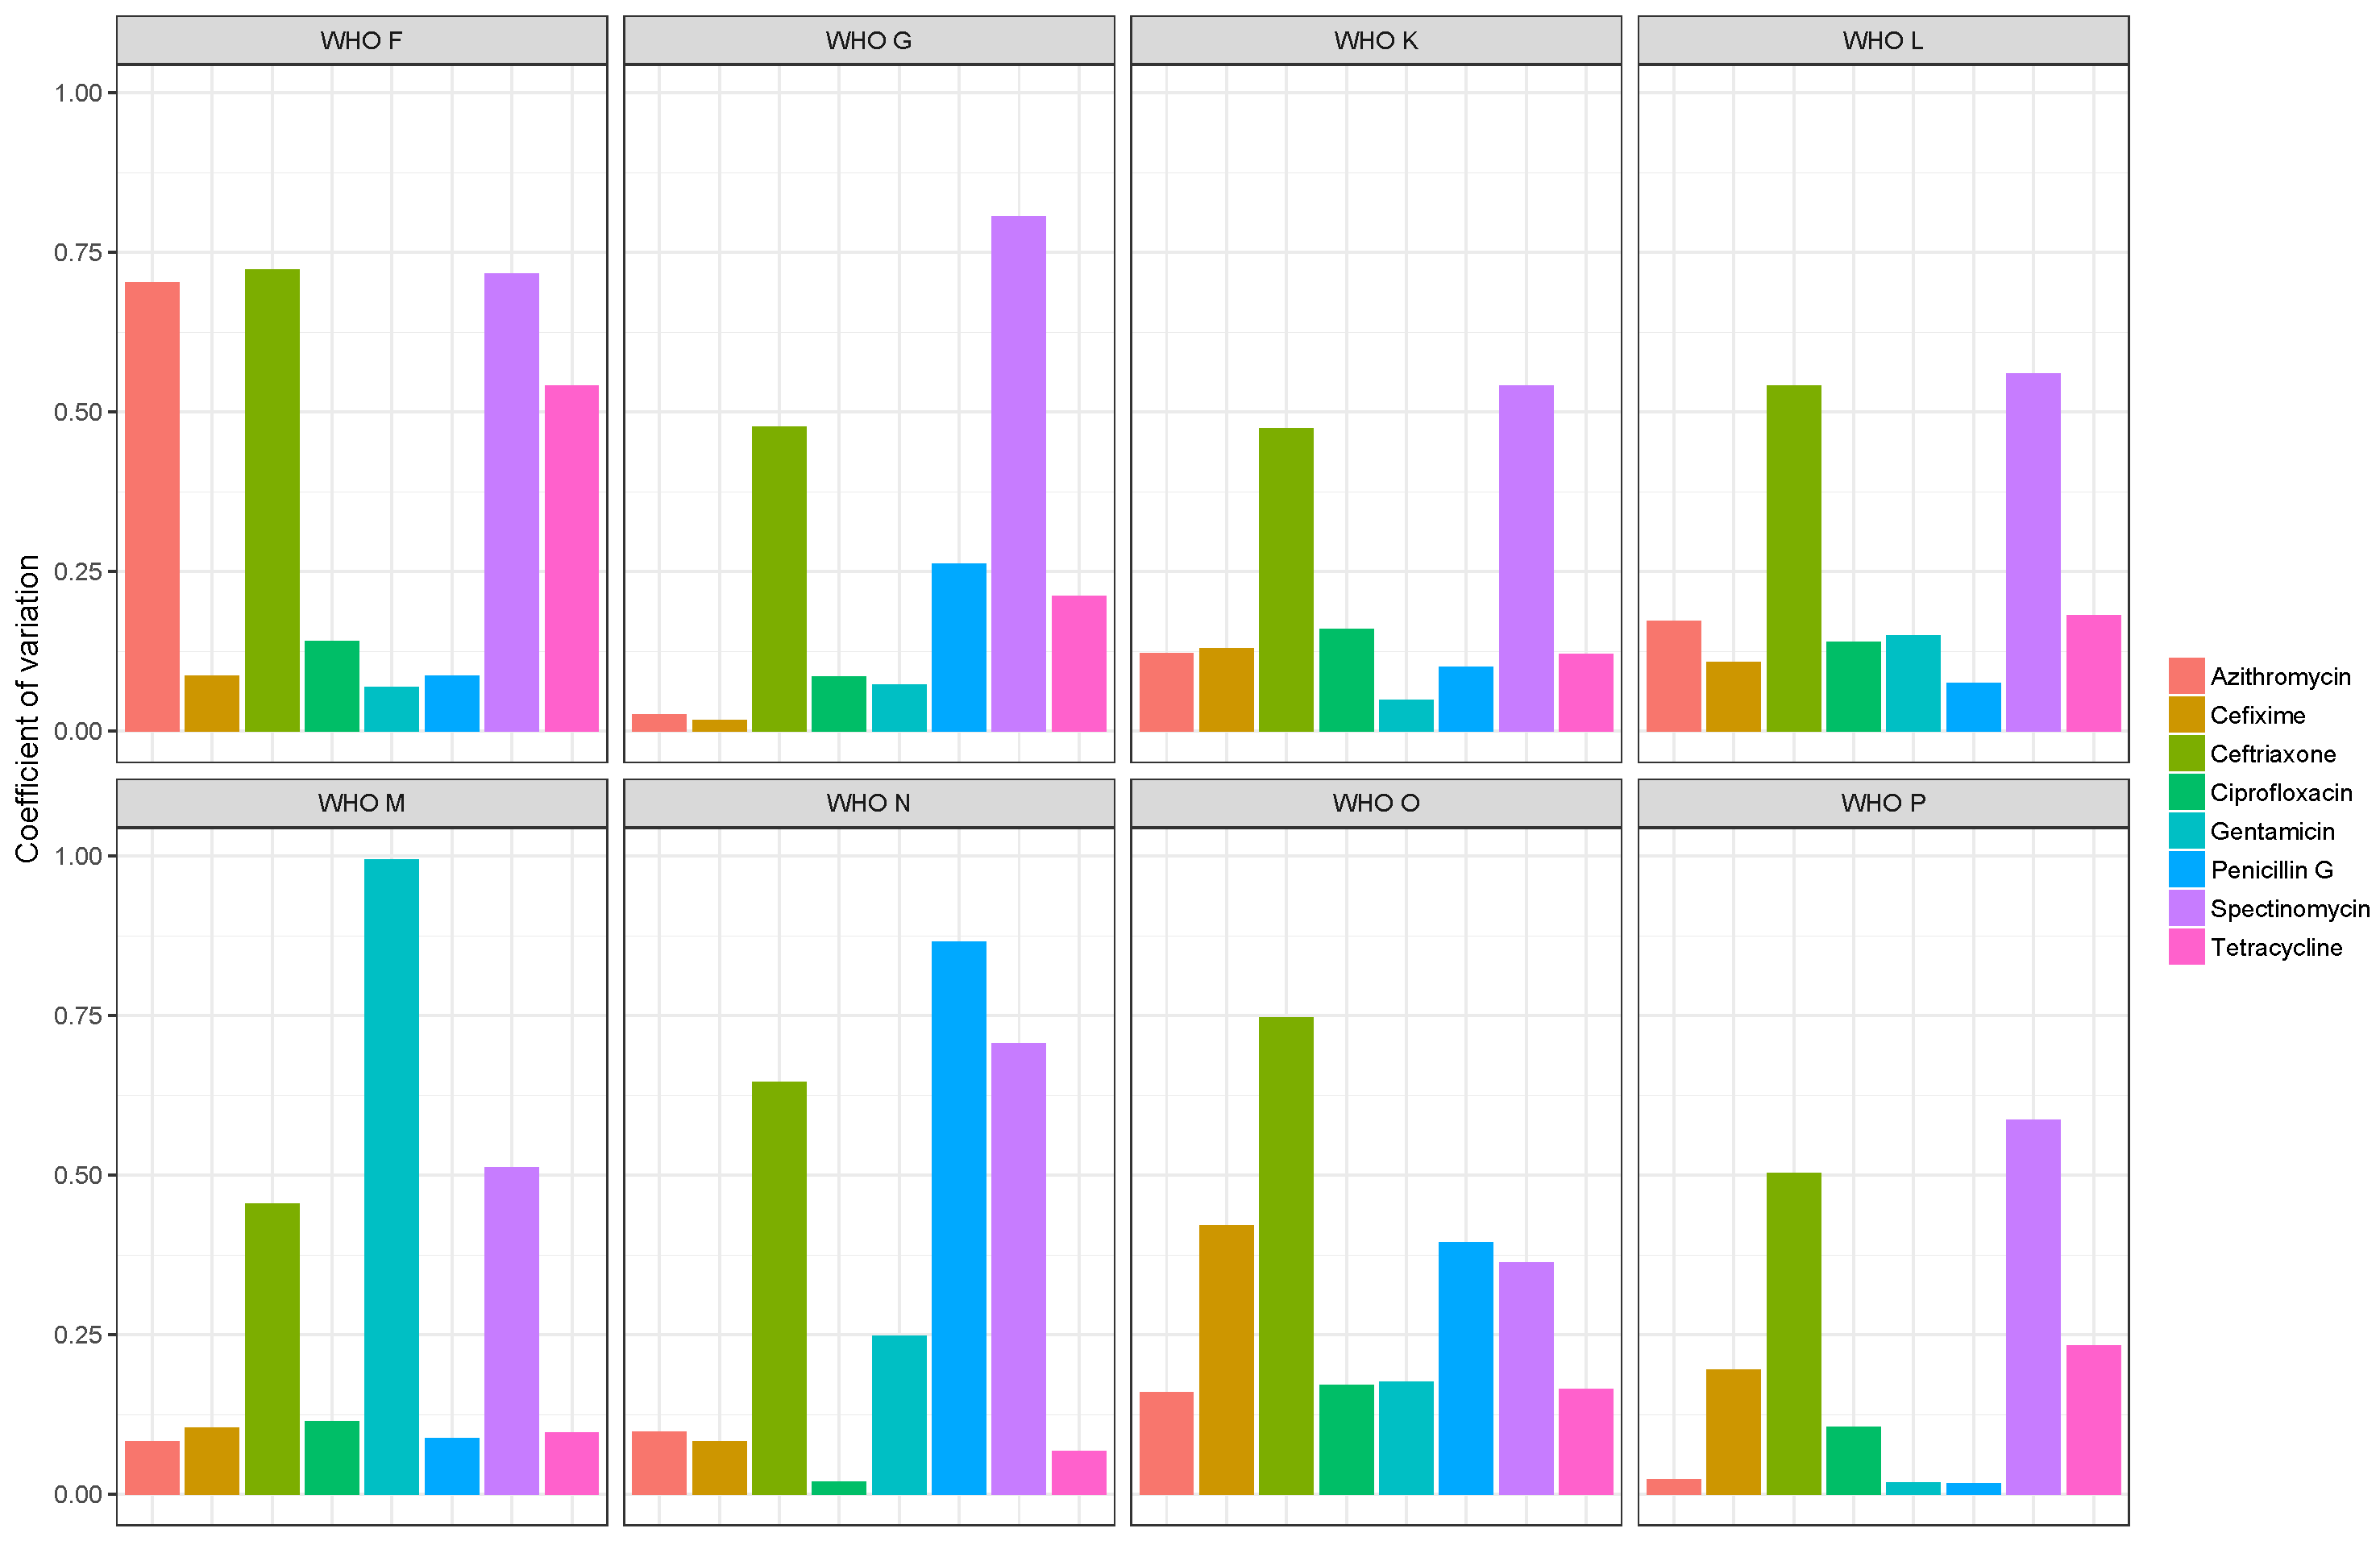 WHO F
WHO G
WHO K
WHO L
1.00
0.75
0.50
0.25
0.00
Coefficient of variation
WHO M
WHO N
WHO O
WHO P
1.00
0.75
0.50
0.25
0.00
Azithromycin
Cefixime
Ceftriaxone
Ciprofloxacin
Gentamicin
Penicillin G
Spectinomycin
Tetracycline